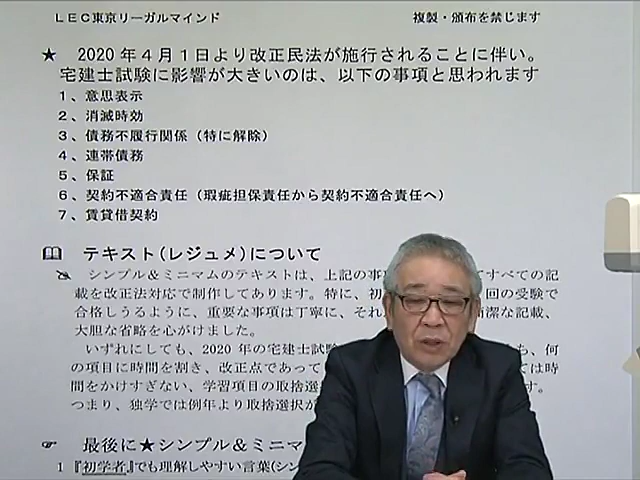 LEC東京リーガルマインド
複製・頒布を禁じます
★ 2020年4月1日より改正民法が施行されることに伴い。
宅建士試験に影響が大きいのは、以下の事項と思われます
1、意思表示
2、消滅時効
3、債務不履行関係（特に解除）
4、連帯債務
5、保証
6、契約不適合責任（瑕疵担保責任から契約不適合責任へ）
7、賃貸借契約
テキスト（レジュメ）について
シンプル＆ミニマムのテキストは、上記の事 てすべての記
載を改正法対応で制作してあります。特に、初 回の受験で
合格しうるように、重要な事項は丁寧に、それ 簡潔な記載、
大胆な省略を心がけました。
いずれにしても、2020年の宅建士試験 ち、何
の項目に時間を割き、改正点であって ては時
間をかけすぎない、学習項目の取捨選 す。
つまり、独学では例年より取捨選択が
☞ 最後に★シンプル＆ミニマ
1『初学者』でも理解しやすい言葉（シン